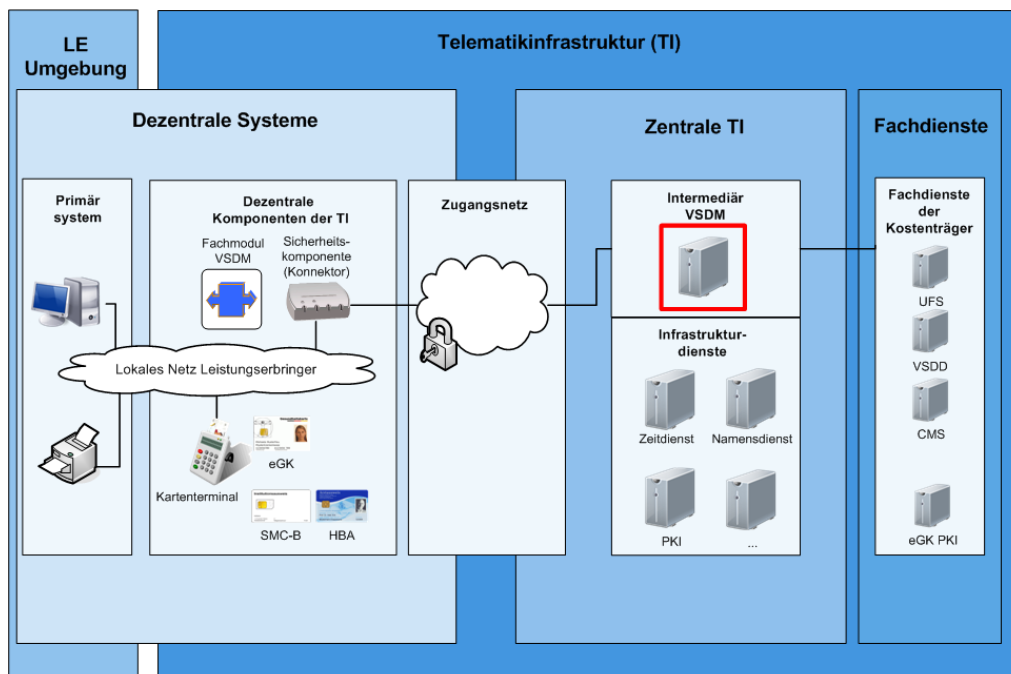 LE
Umgebung
Telematikinfrastruktur (TI)
Dezentrale Systeme
Zentrale TI
Fachdienste
Primär
system
Dezentrale
Komponenten der TI
Fachmodul
VSDM
Sicherheits-
komponente
(Konnektor)
Lokales Netz Leistungserbringer
Kartenterminal
eGK
SMC-B
HBA
Zugangsnetz
Intermediär
VSDM
Infrastruktur-
dienste
Zeitdienst
Namensdienst
PKI
...
Fachdienste
der
Kostenträger
UFS
VSDD
CMS
eGK PKI